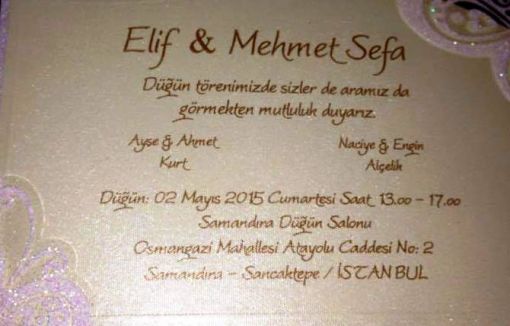 Elif & Mehmet Sefa
Düğün törenimizde sizler de aramız da
görmekten mutluluk duyarız.
Ayse & Ahmet
Kurt
Naciye & Engin
Alçelik
Düğün: 02 Mayıs 2015 Cumartesi Saat 13.00 - 17.00
Samandıra Düğün Salonu
Osmangazi Mahallesi Atayolu Caddesi No: 2
Samandıra - Sancaktepe / İSTANBUL